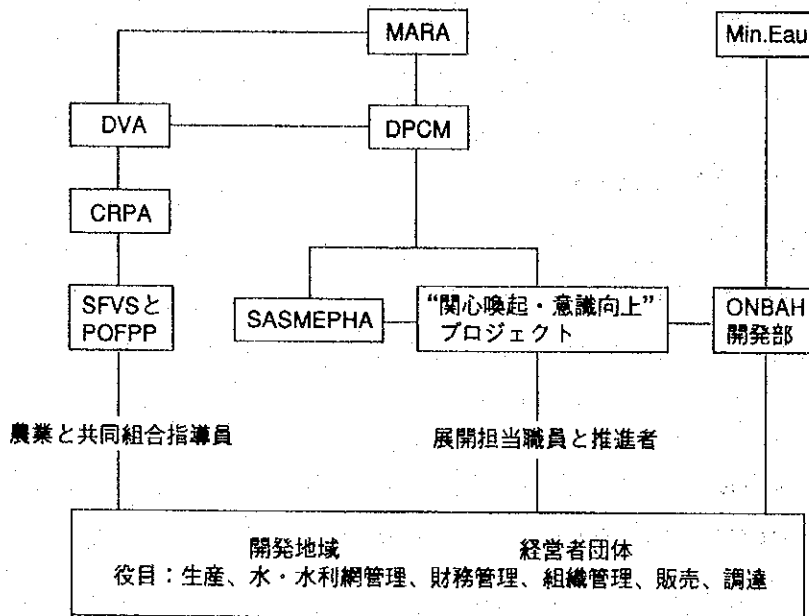 MARA
Min.Eau
DVA
DPCM
CRPA
SFVSと
POFPP
SASMEPHA
“関心喚起・意識向上”
プロジェクト
ONBAH
開発部
農業と共同組合指導員
展開担当職員と推進者
開発地域 経営者団体
役目：生産、水・水利網管理、財務管理、組織管理、販売、調達